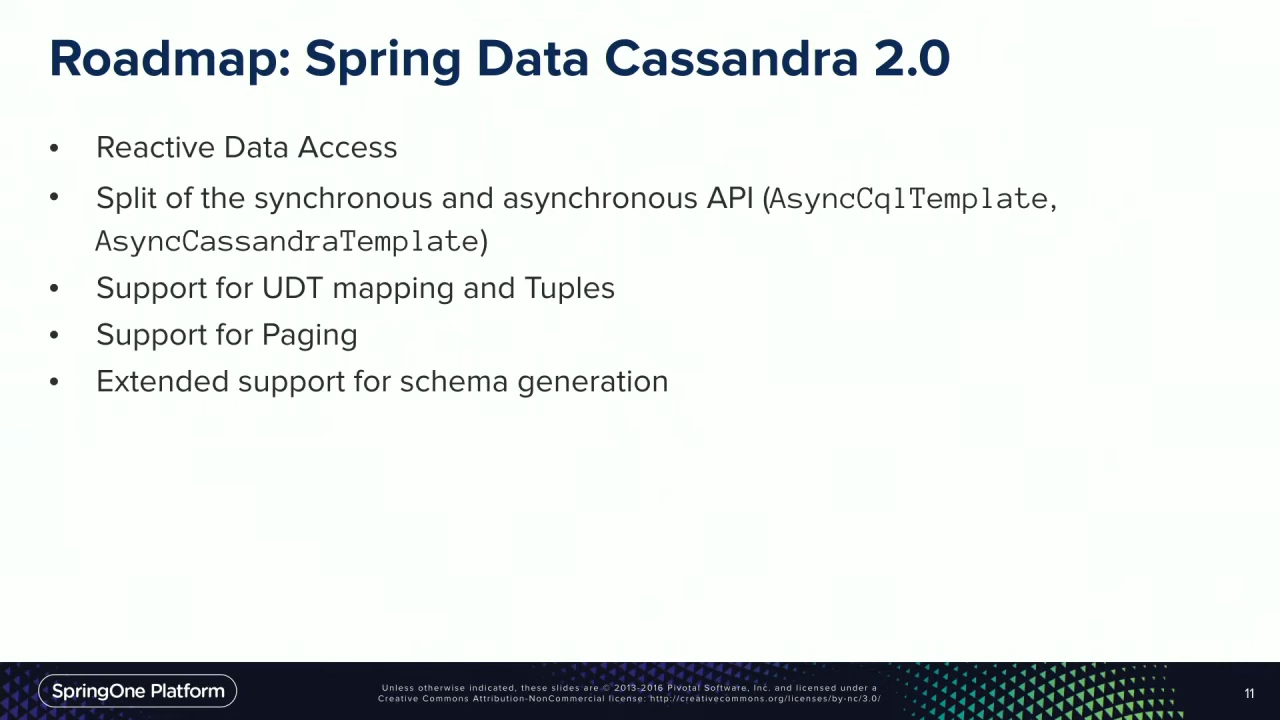 Roadmap: Spring Data Cassandra 2.0
• Reactive Data Access
• Split of the synchronous and asynchronous API (AsyncCqlTemplate,
AsyncCassandraTemplate)
• Support for UDT mapping and Tuples
• Support for Paging
• Extended support for schema generation
SpringOne Platform
Unless otherwise indicated, these slides are © 2013-2016 Pivotal Software, Inc. and licensed under a
Creative Commons Attribution-NonCommercial license: http://creativecommons.org/licenses/by-nc/3.0/
11